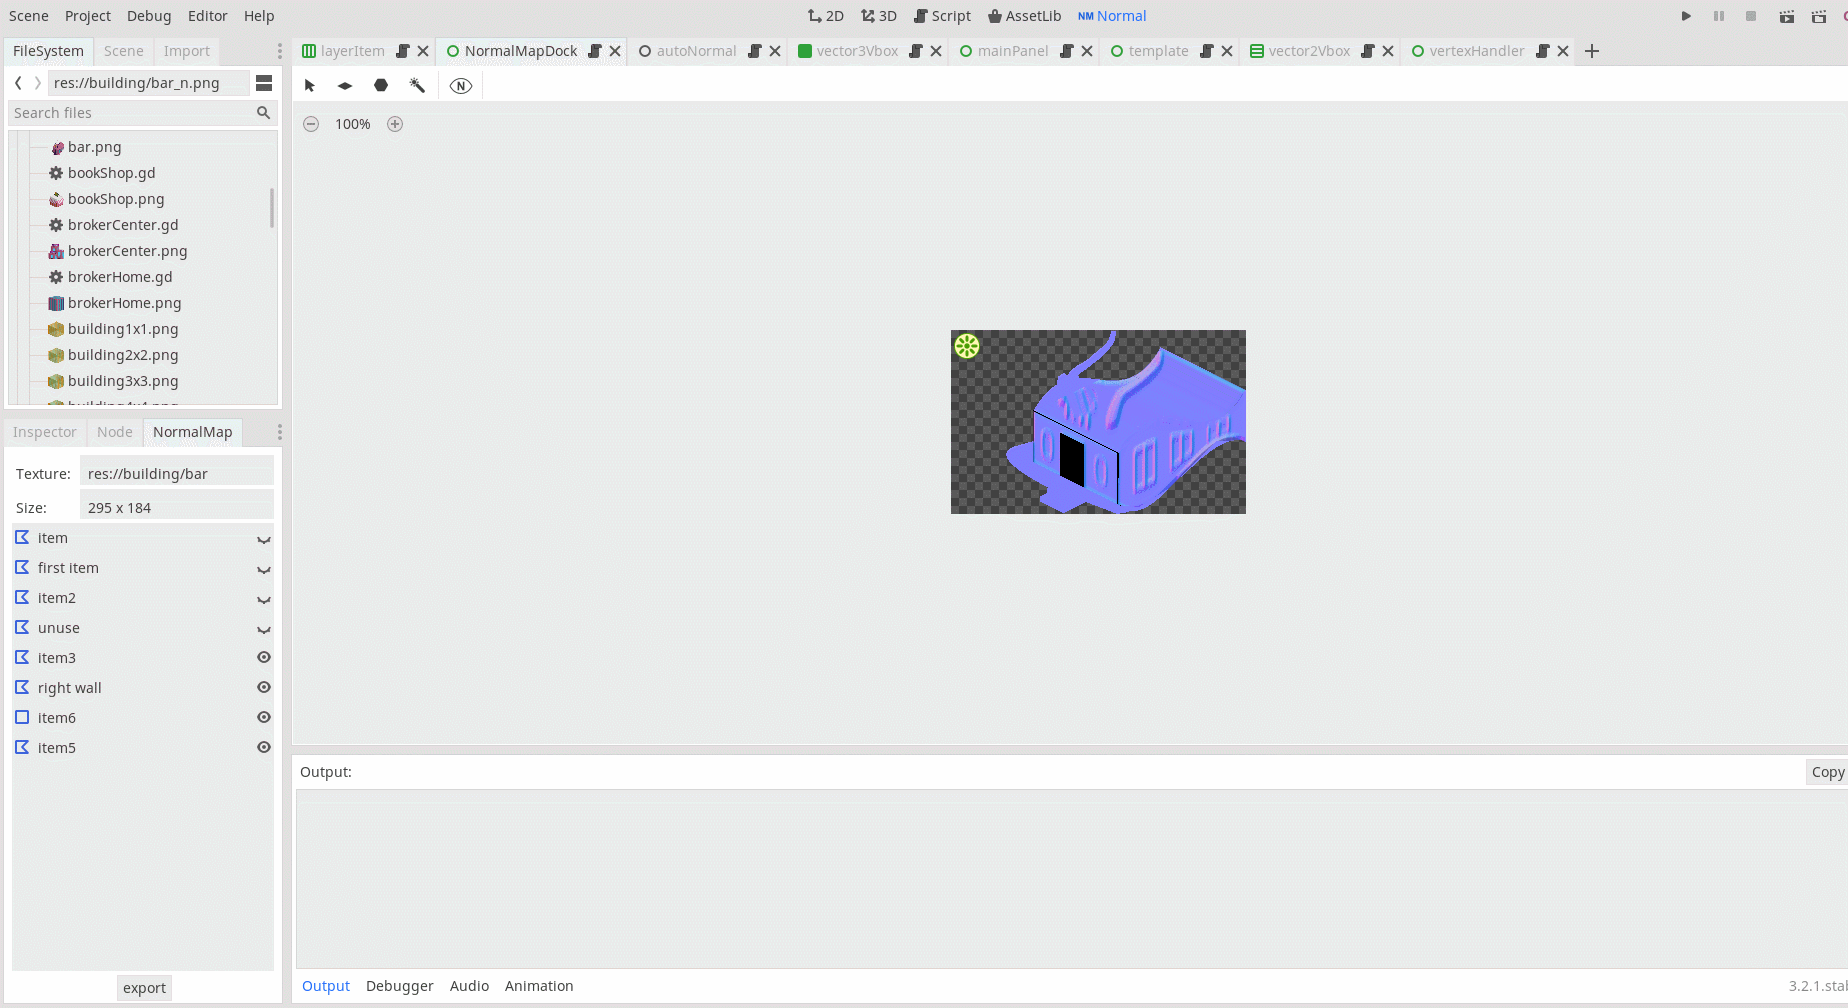 Scene Project Debug Editor Help 2D 3D Script AssetLib NM Normal
FileSystem Scene Import layerItem NormalMapDock autoNormal vector3Vbox mainPanel template vector2Vbox vertexHandler
res://building/bar_n.png
N
Search files
100%
bar.png
bookShop.gd
bookShop.png
brokerCenter.gd
brokerCenter.png
brokerHome.gd
brokerHome.png
building1x1.png
building2x2.png
building3x3.png
Inspector Node NormalMap
Texture: res://building/bar
Size: 295 x 184
item
first item
item2
unuse
item3
right wall
item6
item5
export
Output:
Copy
Output Debugger Audio Animation 3.2.1.sta